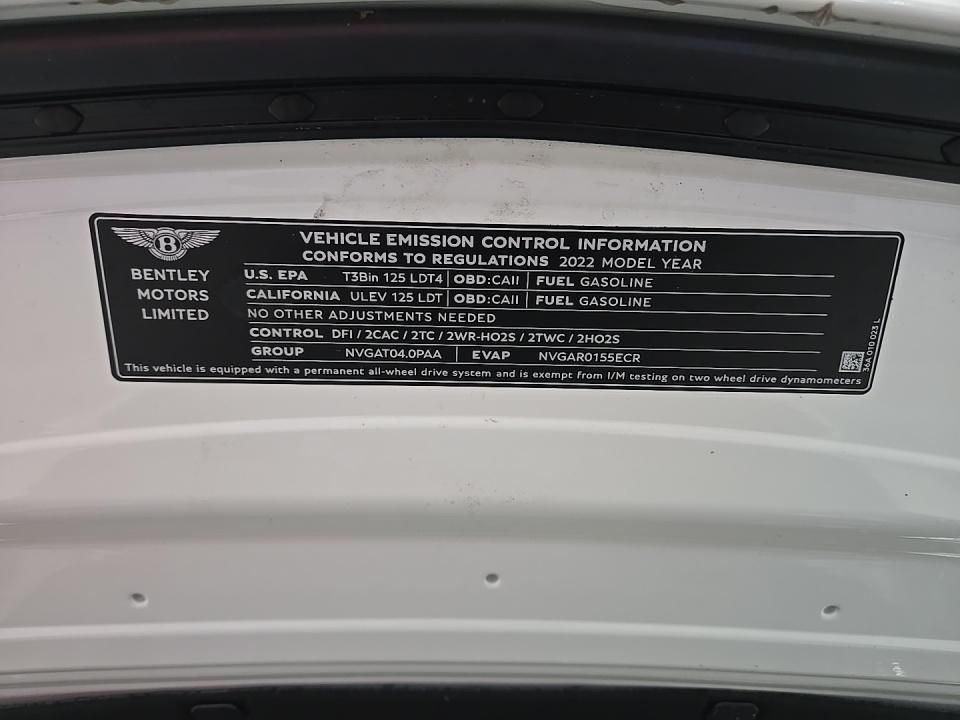 B
VEHICLE EMISSION CONTROL INFORMATION
CONFORMS TO REGULATIONS 2022 MODEL YEAR
BENTLEY
MOTORS
LIMITED
U.S. EPA T3Bin 125 LDT4 OBD:CAII FUEL GASOLINE
CALIFORNIA ULEV 125 LDT OBD:CAII FUEL GASOLINE
NO OTHER ADJUSTMENTS NEEDED
CONTROL DFI / 2CAC / 2TC / 2WR-HO2S / 2TWC / 2HO2S
GROUP NVGAT04.0PAA EVAP NVGAR0155ECR
This vehicle is equipped with a permanent all-wheel drive system and is exempt from I/M testing on two wheel drive dynamometers
36A 010 023 L